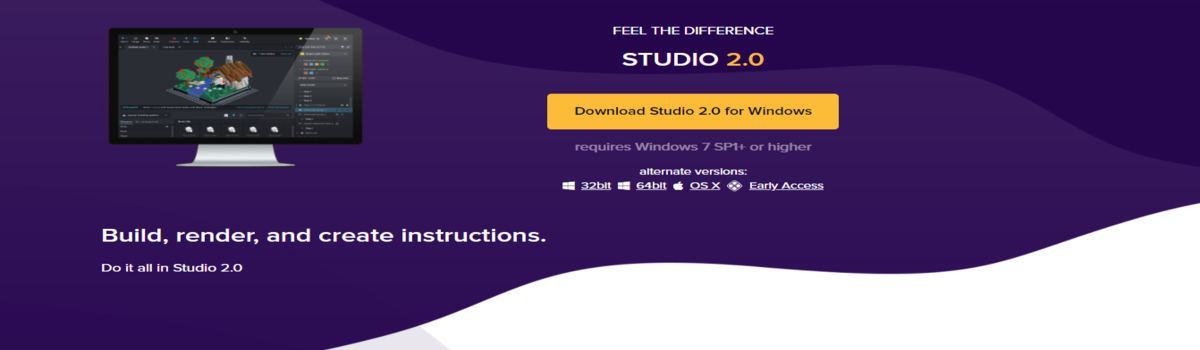 FEEL THE DIFFERENCE
STUDIO 2.0
Download Studio 2.0 for Windows
requires Windows 7 SP1+ or higher
alternate versions:
32bit 64bit OS X Early Access
Build, render, and create instructions.
Do it all in Studio 2.0